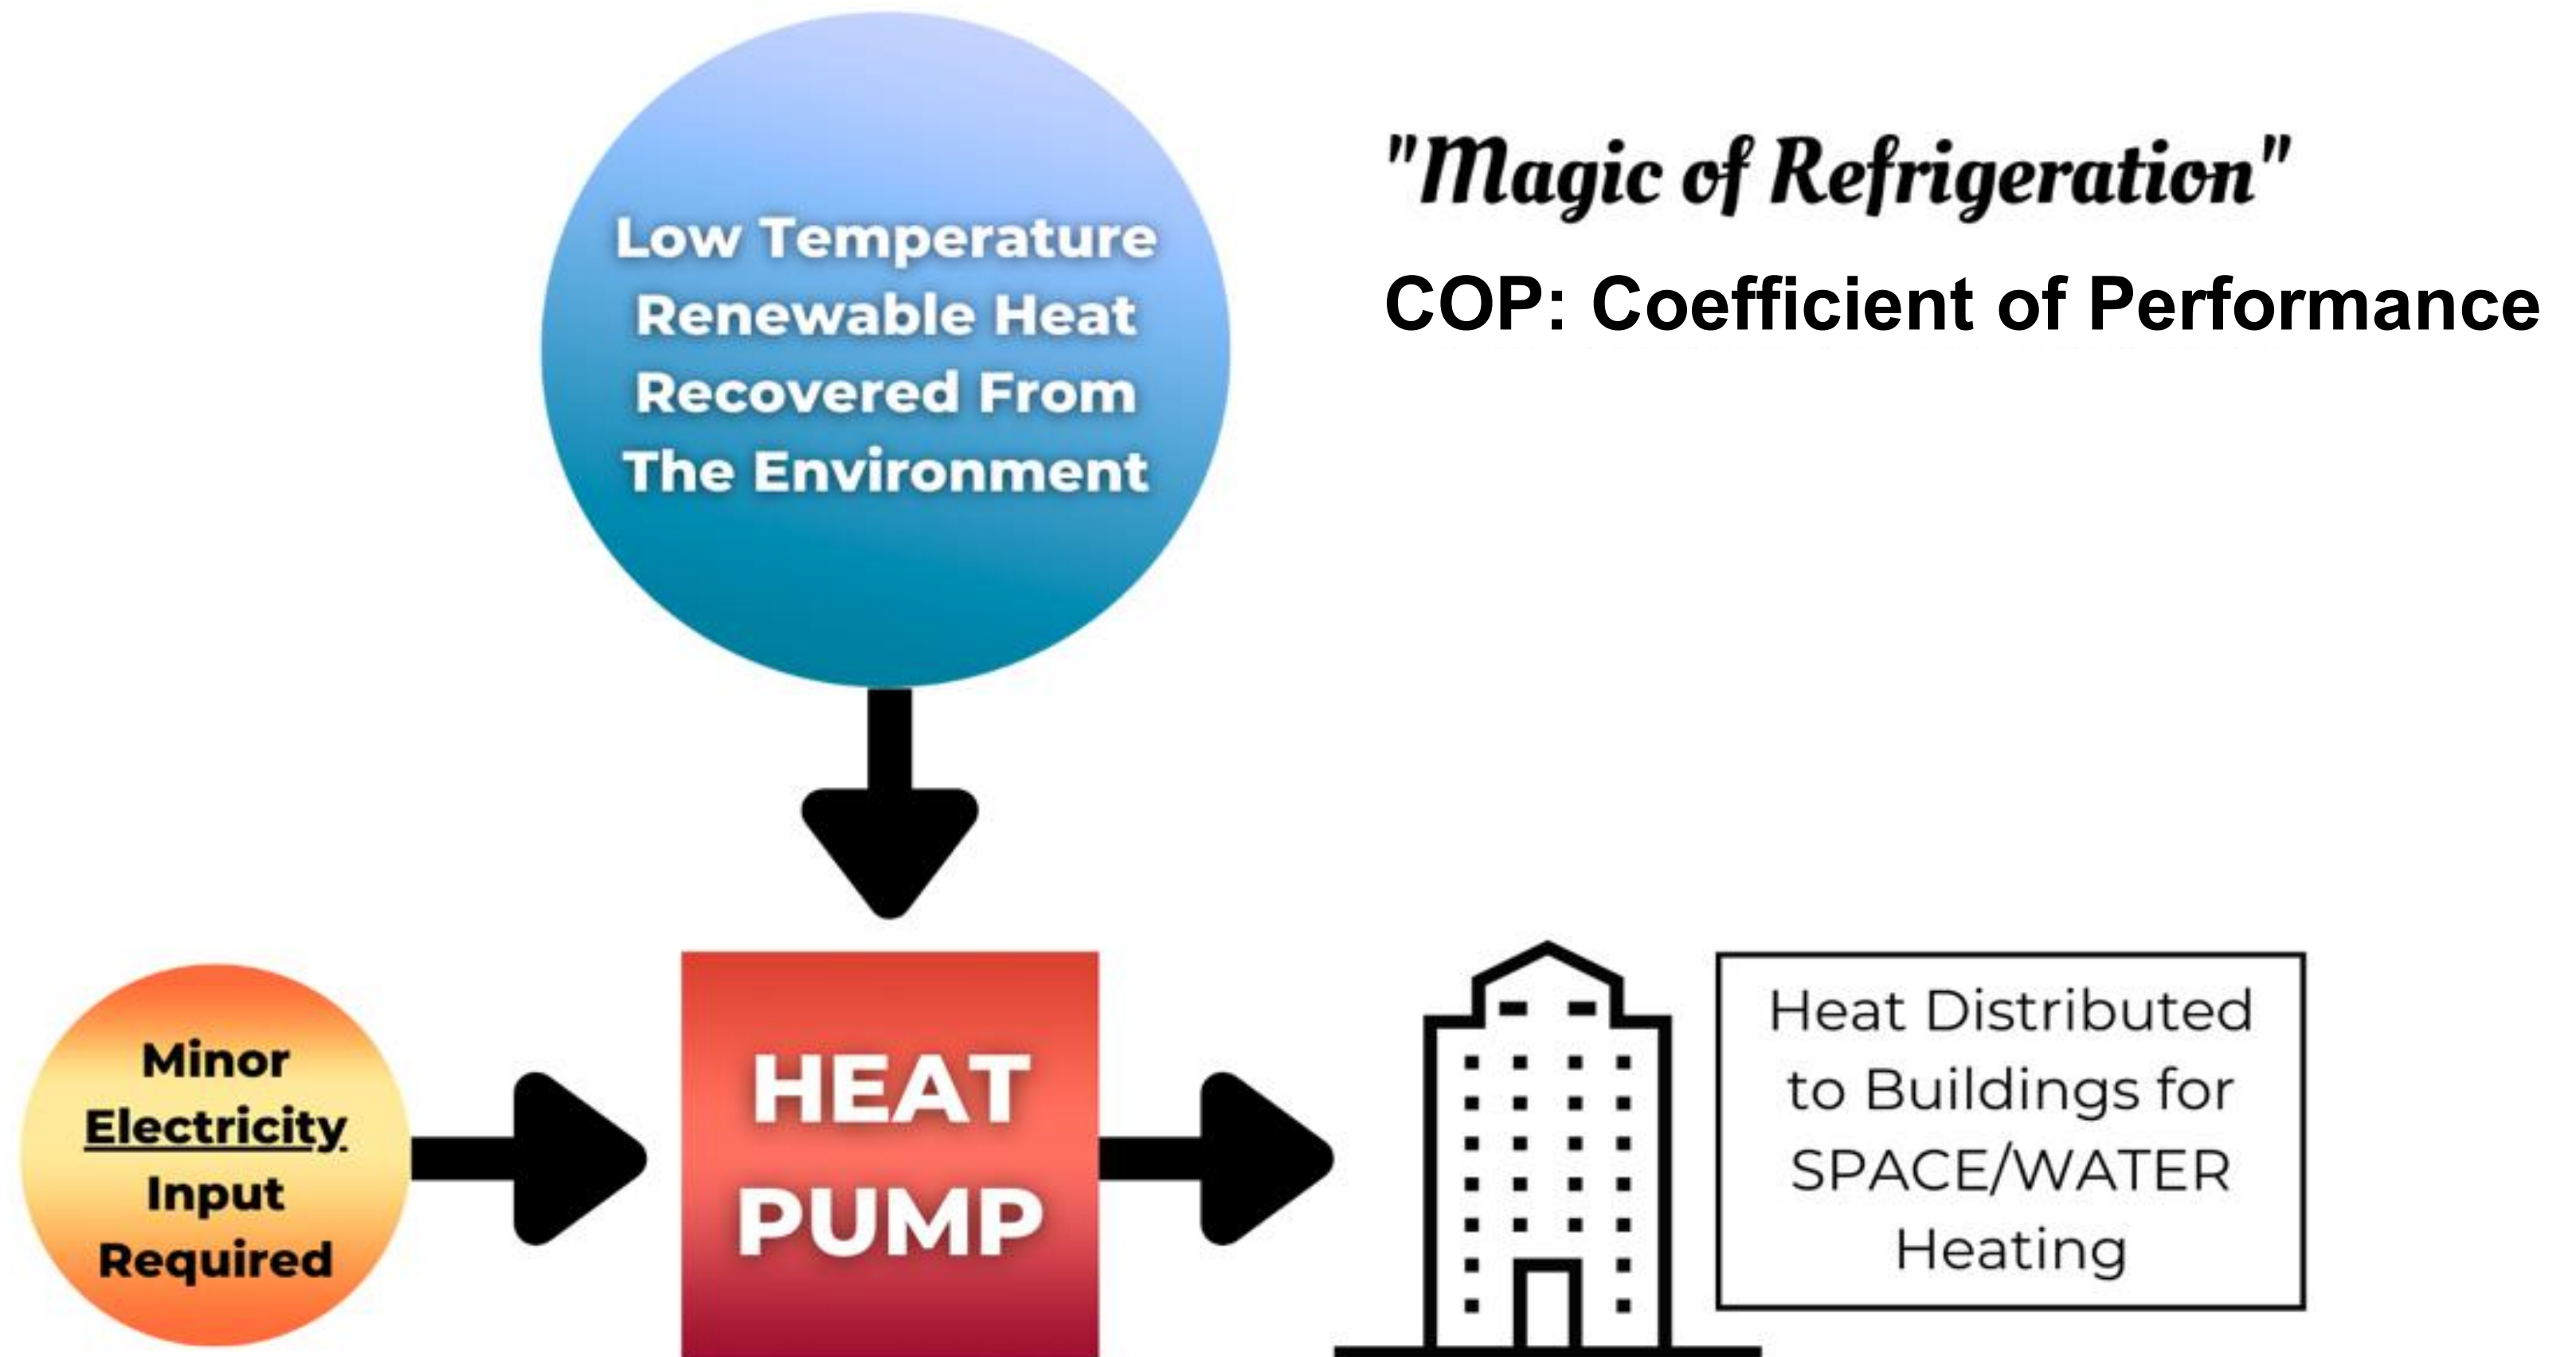 "Magic of Refrigeration"
COP: Coefficient of Performance
Low Temperature
Renewable Heat
Recovered From
The Environment
Minor
Electricity
Input
Required
HEAT
PUMP
Heat Distributed
to Buildings for
SPACE/WATER
Heating